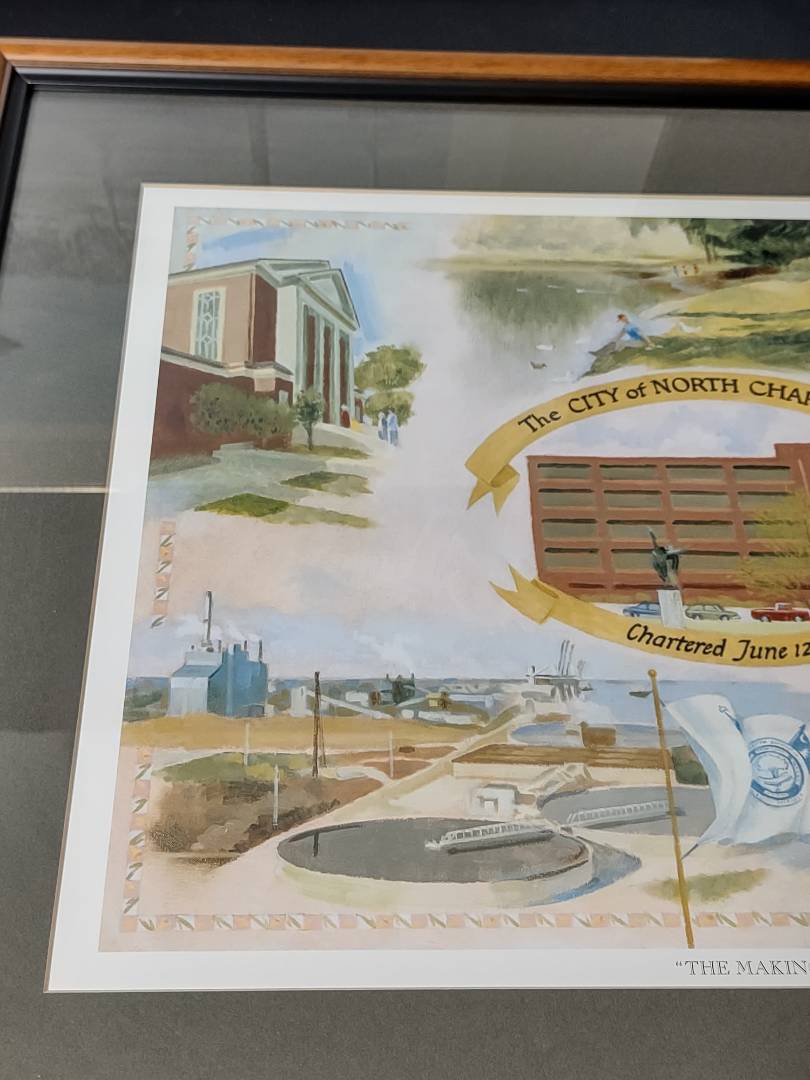 The CITY of NORTH CHAR
Chartered June 12
"THE MAKIN